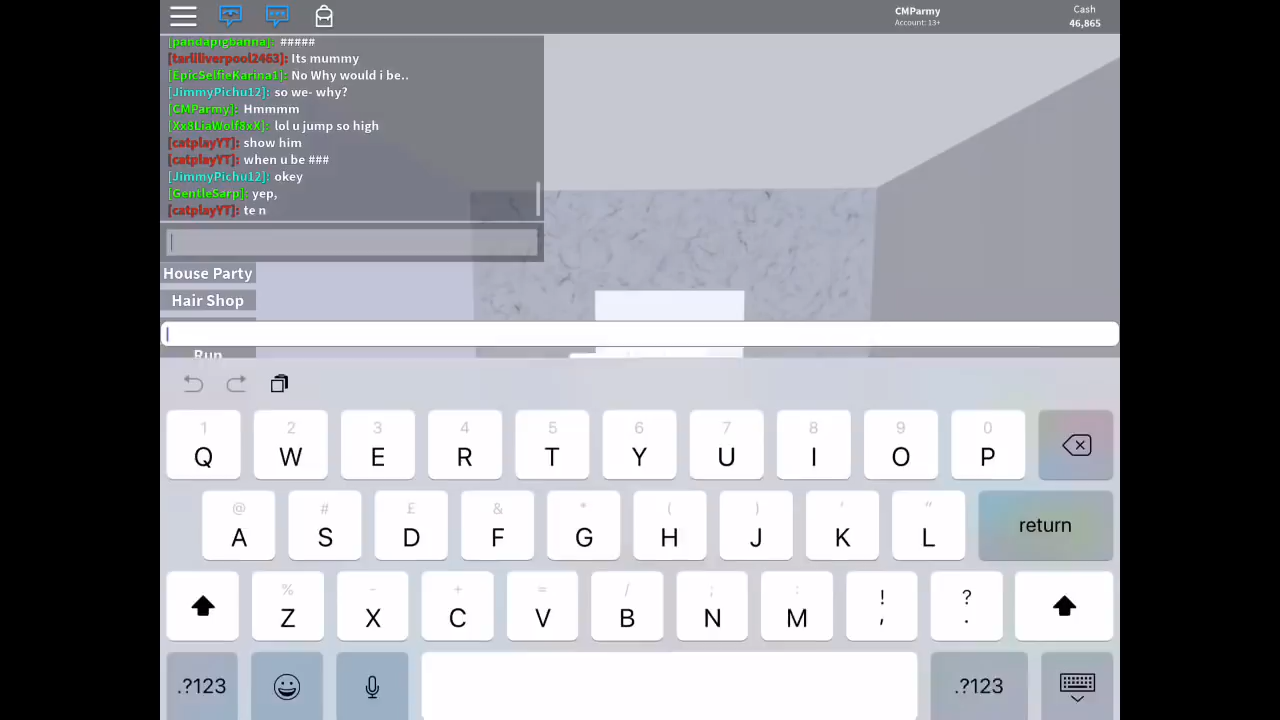 CMParmy
Account: 13+
Cash
46,865
[pandapigbanna]: #####
[tarliliverpool2463]: Its mummy
[EpicSelfieKarina1]: No Why would i be..
[JimmyPichu12]: so we- why?
[CMParmy]: Hmmmm
[Xx8LiaWolf8xX]: lol u jump so high
[catplayYT]: show him
[catplayYT]: when u be ###
[JimmyPichu12]: okey
[GentleSarp]: yep,
[catplayYT]: te n
House Party
Hair Shop
Run
1 2 3 4 5 6 7 8 9 0
Q W E R T Y U I O P
@ # £ & * ( ) ' "
A S D F G H J K L return
% - + = / ; : ! ?
Z X C V B N M , .
.?123 .?123